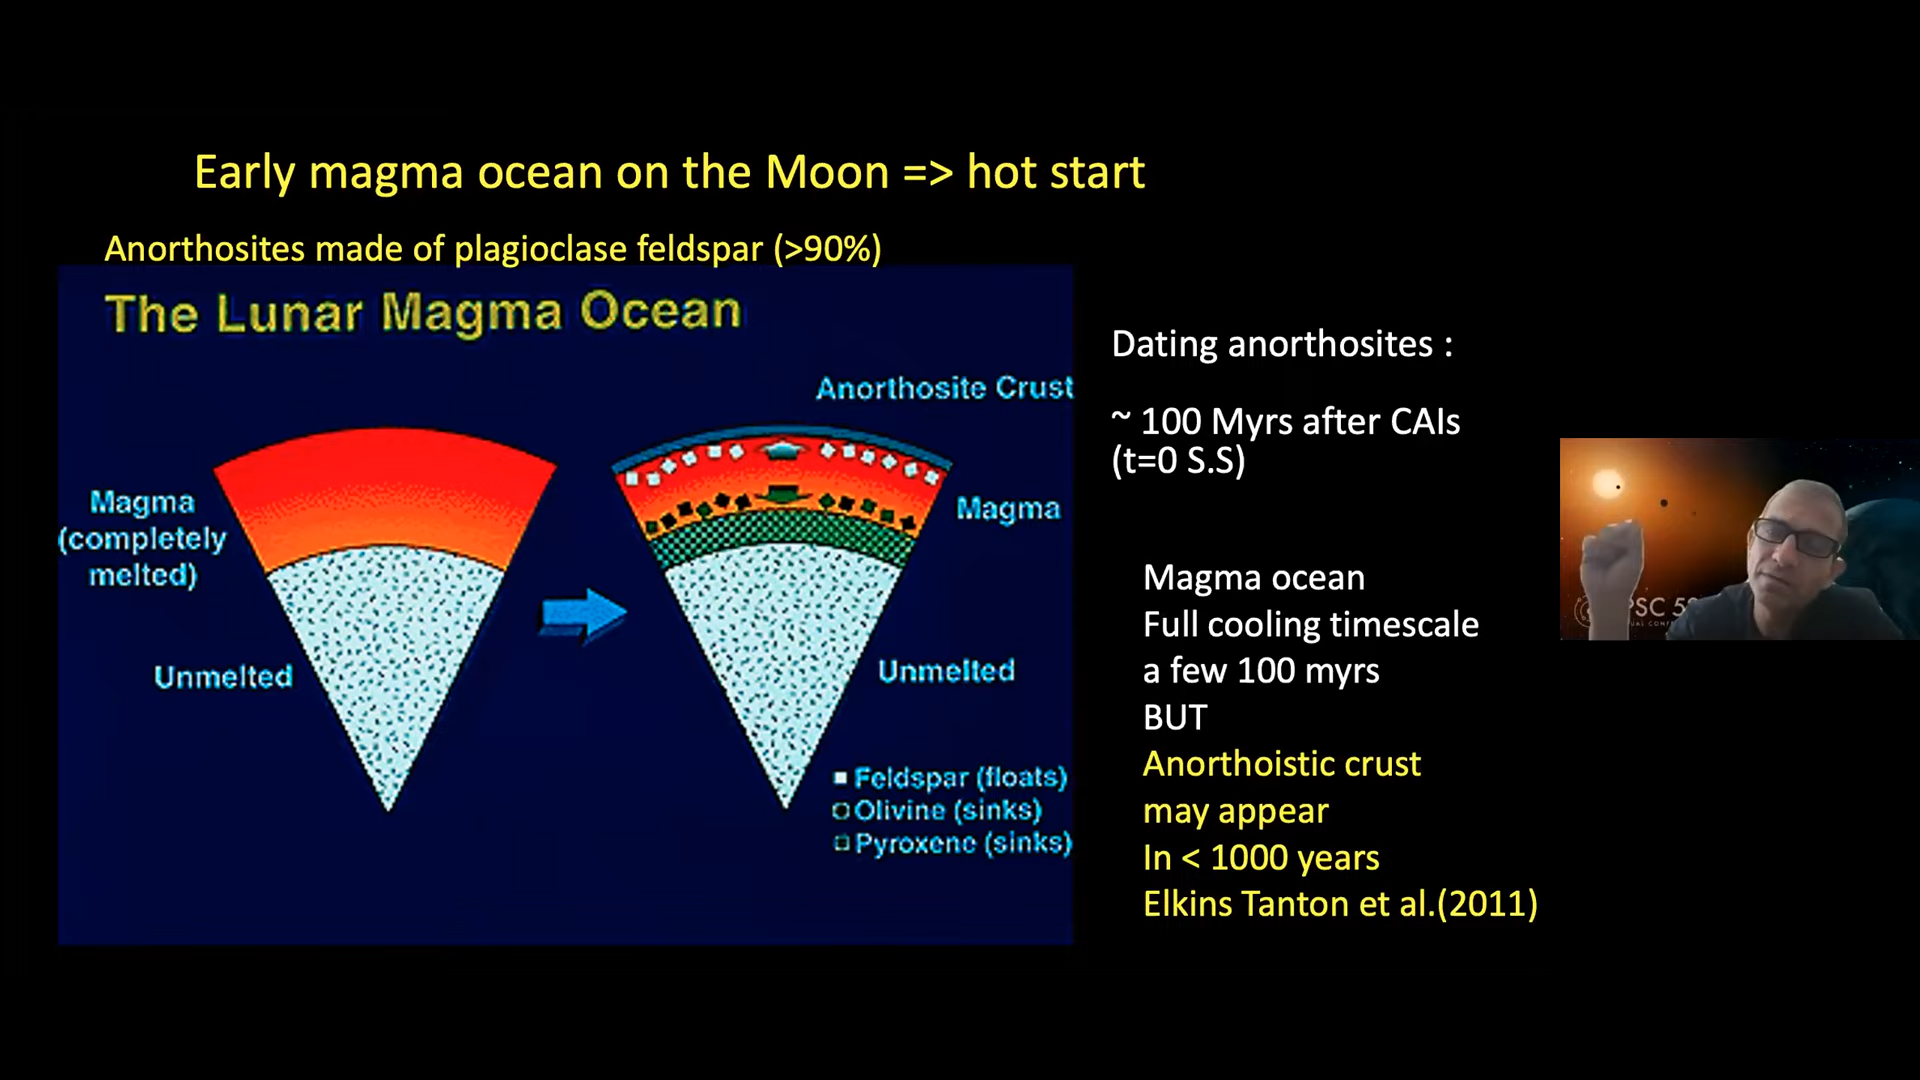 Early magma ocean on the Moon => hot start
Anorthosites made of plagioclase feldspar (>90%)
The Lunar Magma Ocean
Anorthosite Crust
Magma
(completely
melted)
Unmelted
Magma
Unmelted
Feldspar (floats)
Olivine (sinks)
Pyroxene (sinks)
Dating anorthosites :
~ 100 Myrs after CAIs
(t=0 S.S)
Magma ocean
Full cooling timescale
a few 100 myrs
BUT
Anorthoistic crust
may appear
In < 1000 years
Elkins Tanton et al.(2011)